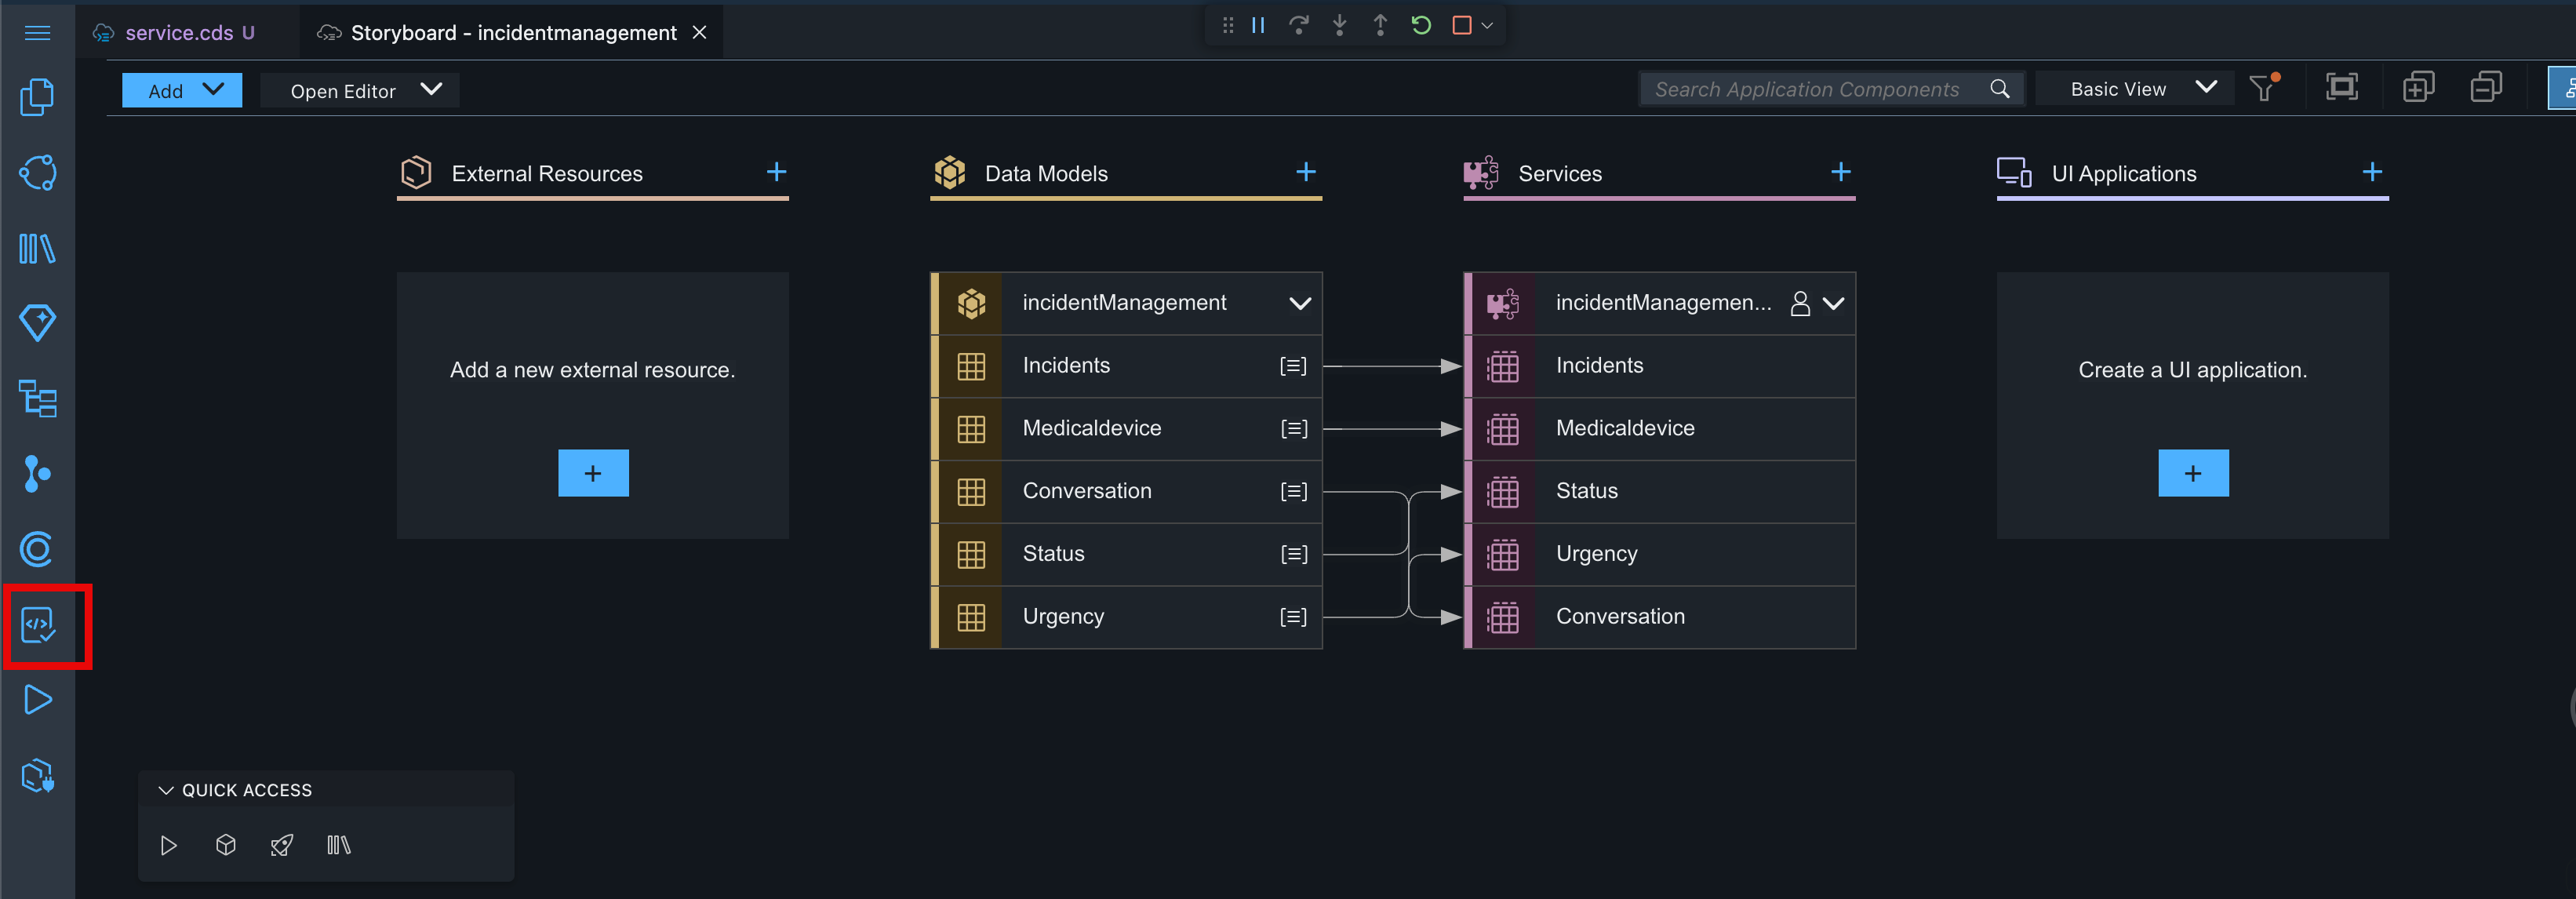 service.cds U
Storyboard - incidentmanagement
Add
Open Editor
Search Application Components
Basic View
External Resources
Data Models
Services
UI Applications
Add a new external resource.
incidentManagement
Incidents
Medicaldevice
Conversation
Status
Urgency
incidentManagemen...
Incidents
Medicaldevice
Status
Urgency
Conversation
Create a UI application.
QUICK ACCESS